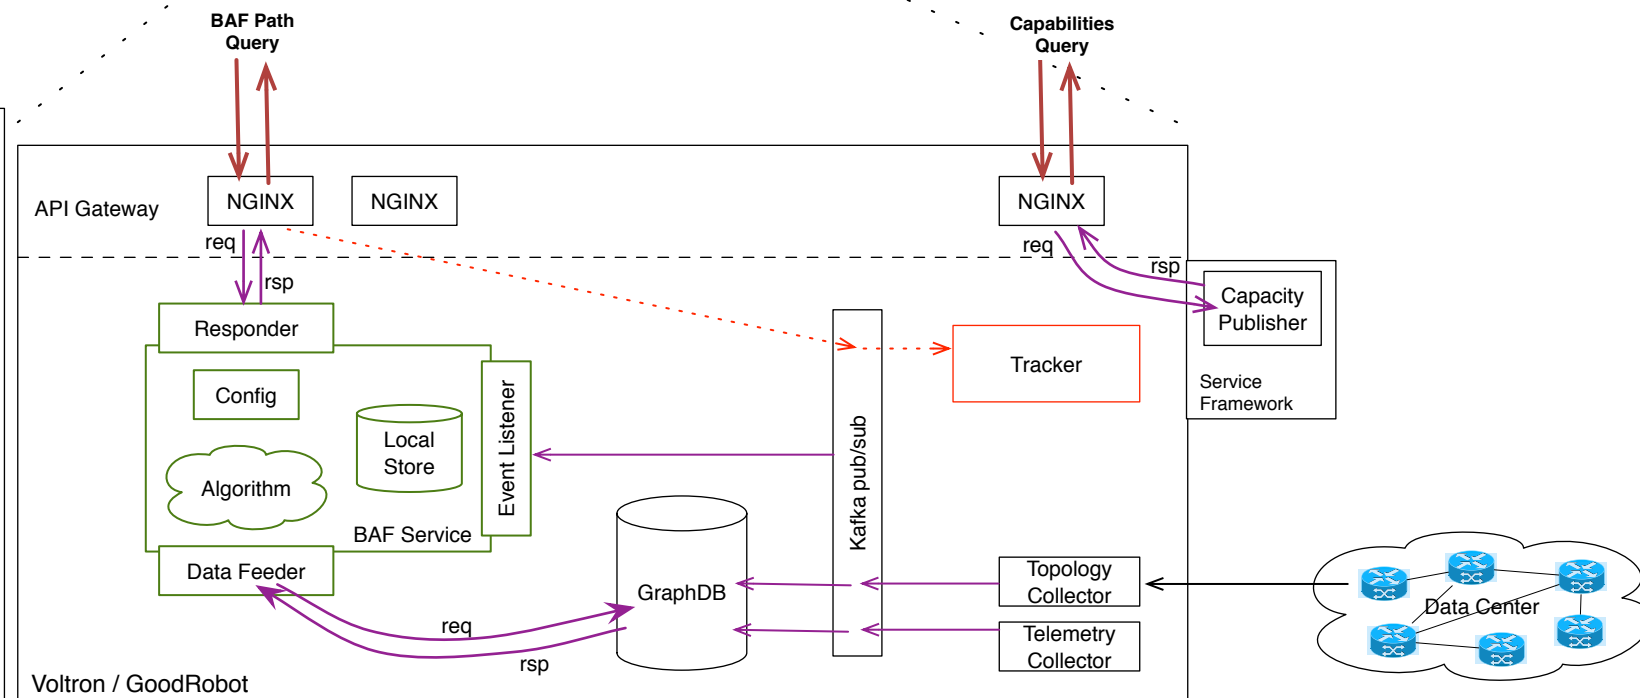 BAF Path
Query
Capabilities
Query
API Gateway
NGINX
NGINX
NGINX
req
rsp
req
rsp
Responder
Config
Local
Store
Algorithm
BAF Service
Event Listener
Data Feeder
Kafka pub/sub
Tracker
Capacity
Publisher
Service
Framework
GraphDB
req
rsp
Topology
Collector
Telemetry
Collector
Data Center
Voltron / GoodRobot